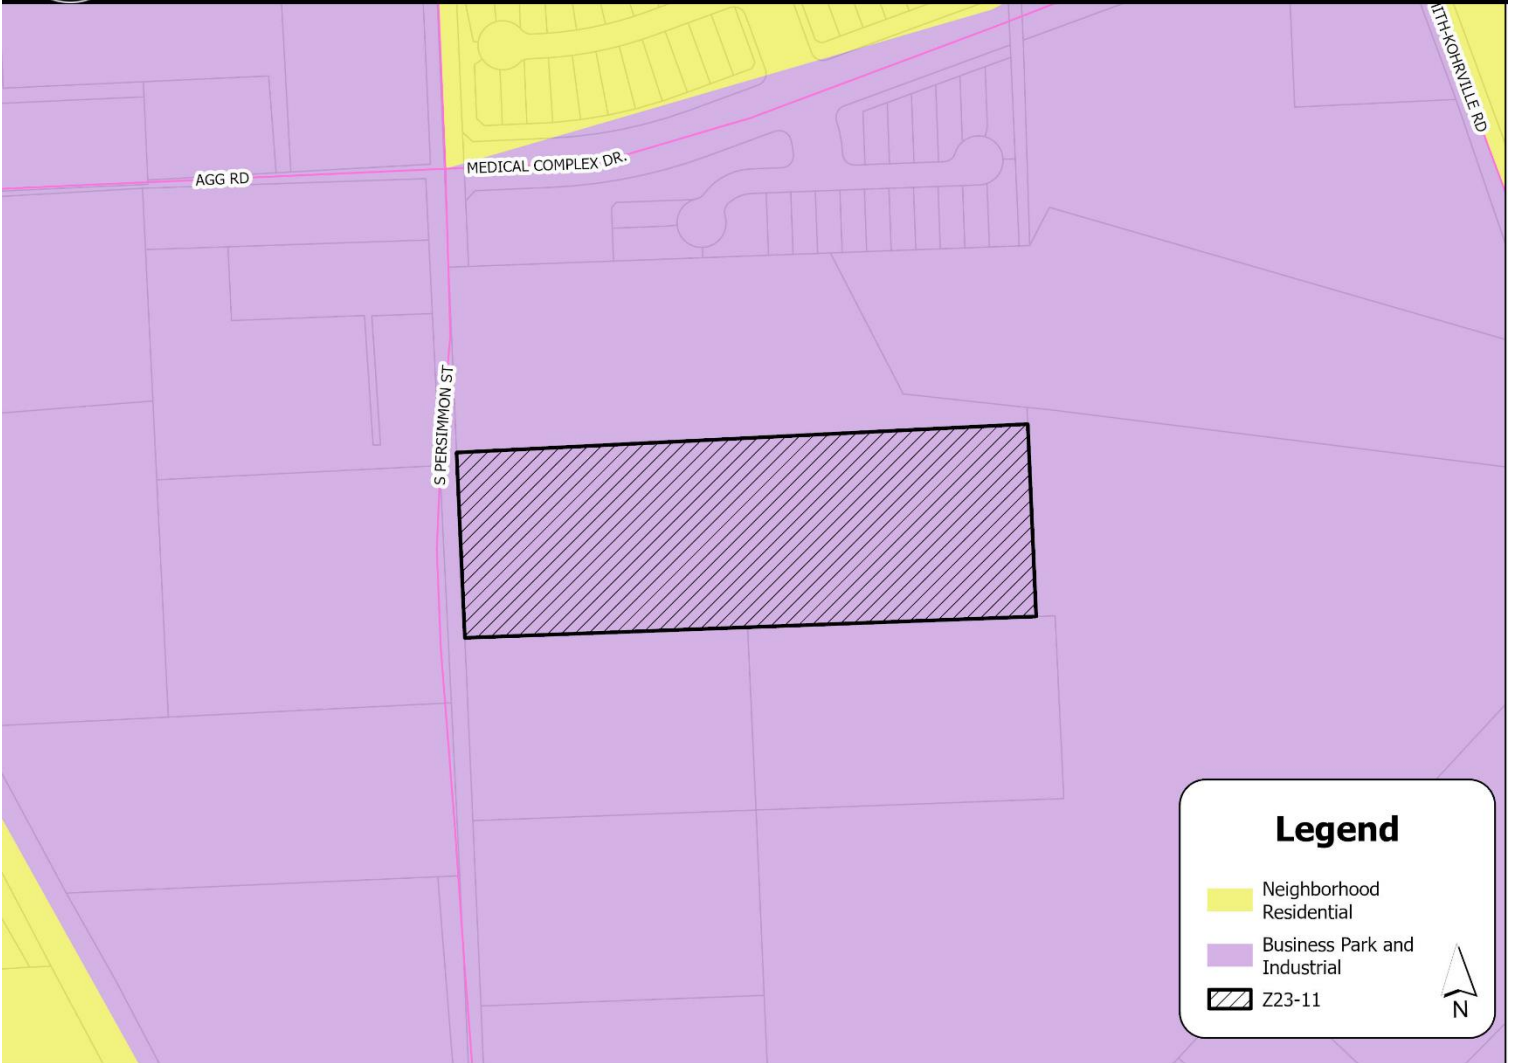 ITH-KOHRVILLE RD
MEDICAL COMPLEX DR.
AGG RD
S PERSIMMON ST
Legend
Neighborhood
Residential
Business Park and
Industrial
Z23-11
N